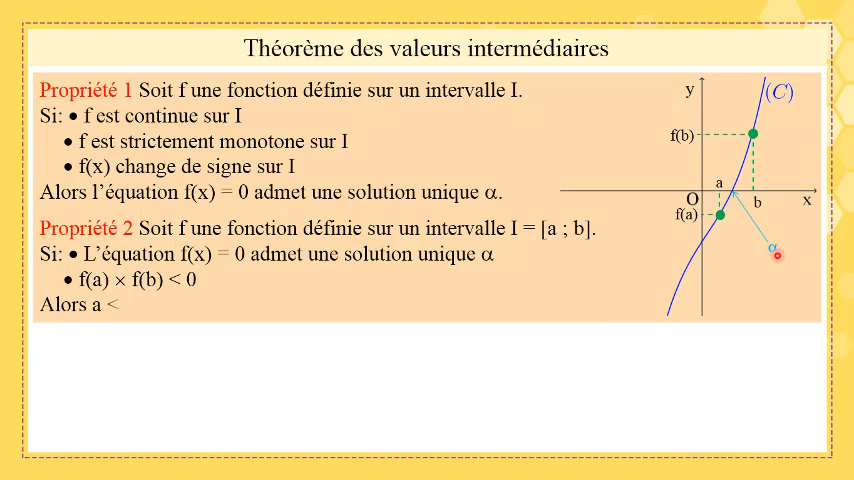 Théorème des valeurs intermédiaires
Propriété 1 Soit f une fonction définie sur un intervalle I.
Si: • f est continue sur I
• f est strictement monotone sur I
• f(x) change de signe sur I
Alors l’équation f(x) = 0 admet une solution unique α.
Propriété 2 Soit f une fonction définie sur un intervalle I = [a ; b].
Si: • L’équation f(x) = 0 admet une solution unique α
• f(a) × f(b) < 0
Alors a <
y
(C)
f(b)
a
O
b
x
f(a)
α